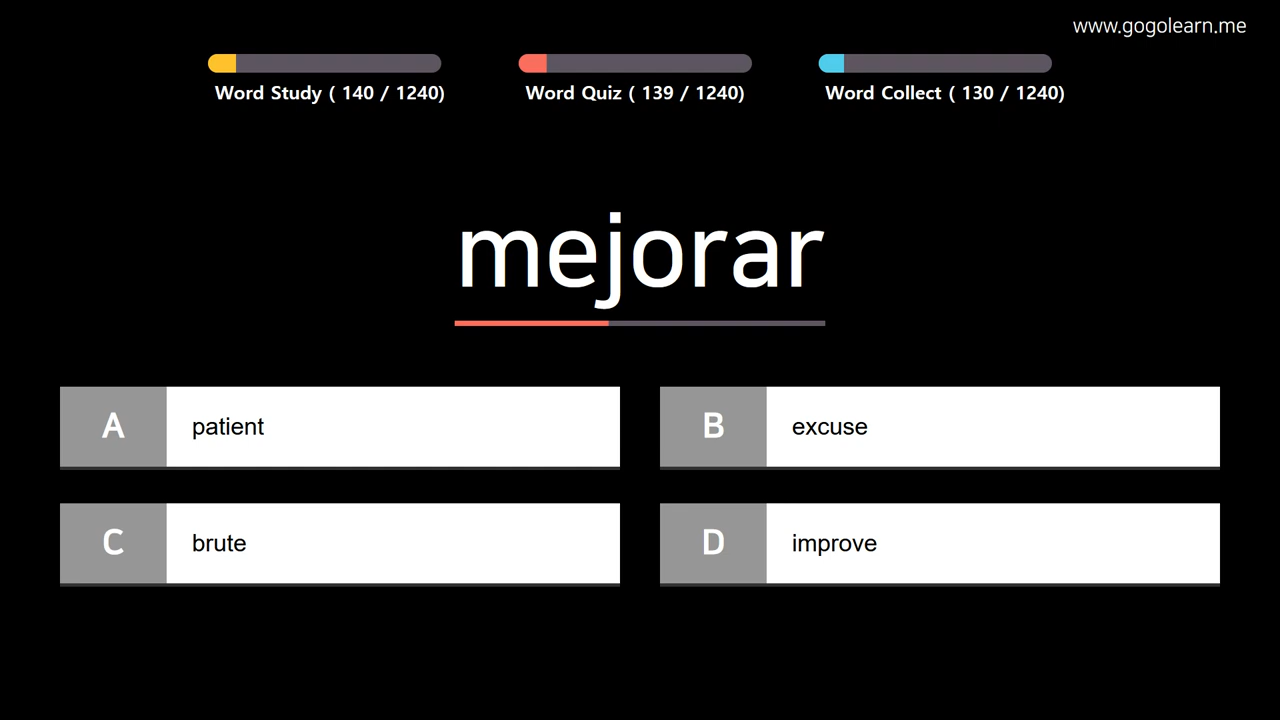 www.gogolearn.me
Word Study ( 140 / 1240)
Word Quiz ( 139 / 1240)
Word Collect ( 130 / 1240)
mejorar
A patient
B excuse
C brute
D improve